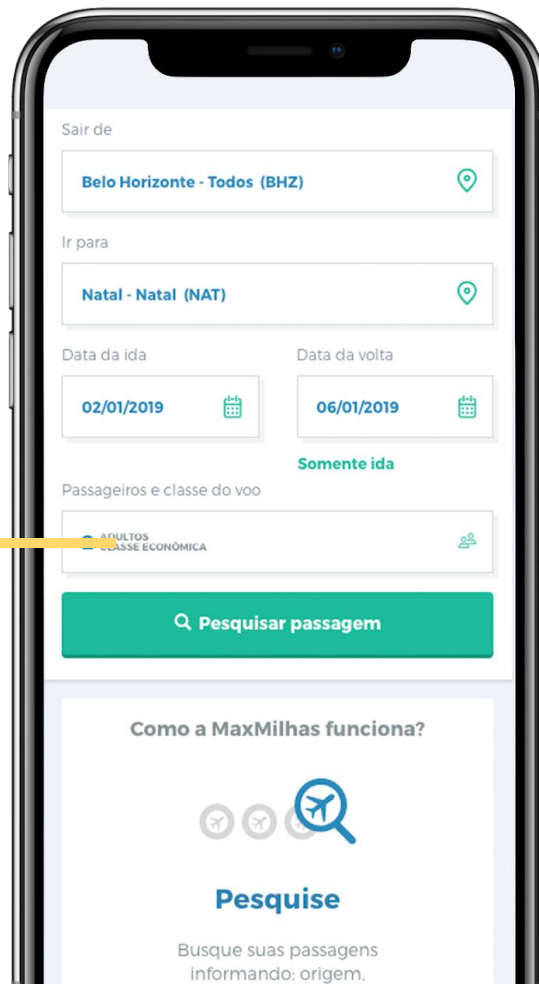 Sair de
Belo Horizonte - Todos (BHZ)
Ir para
Natal - Natal (NAT)
Data da ida
Data da volta
02/01/2019
06/01/2019
Somente ida
Passageiros e classe do voo
ADULTOS
CLASSE ECONÔMICA
Pesquisar passagem
Como a MaxMilhas funciona?
Pesquise
Busque suas passagens
informando: origem,